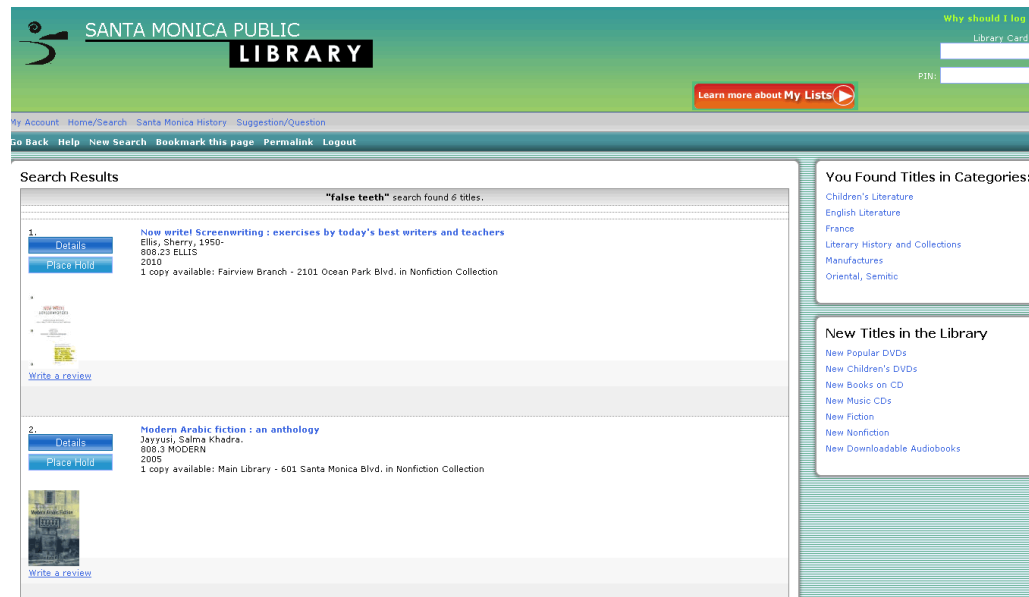 SANTA MONICA PUBLIC
LIBRARY
Why should I log
Library Card
PIN:
Learn more about My Lists
My Account Home/Search Santa Monica History Suggestion/Question
Go Back Help New Search Bookmark this page Permalink Logout
Search Results
"false teeth" search found 6 titles.
1.
Details
Place Hold
Now write! Screenwriting : exercises by today's best writers and teachers
Ellis, Sherry, 1950-
808.23 ELLIS
2010
1 copy available: Fairview Branch - 2101 Ocean Park Blvd. in Nonfiction Collection
NOW WRITE!
SCREENWRITING
Write a review
2.
Details
Place Hold
Modern Arabic fiction : an anthology
Jayyusi, Salma Khadra.
808.3 MODERN
2005
1 copy available: Main Library - 601 Santa Monica Blvd. in Nonfiction Collection
Modern Arabic Fiction
Write a review
You Found Titles in Categories:
Children's Literature
English Literature
France
Literary History and Collections
Manufactures
Oriental, Semitic
New Titles in the Library
New Popular DVDs
New Children's DVDs
New Books on CD
New Music CDs
New Fiction
New Nonfiction
New Downloadable Audiobooks